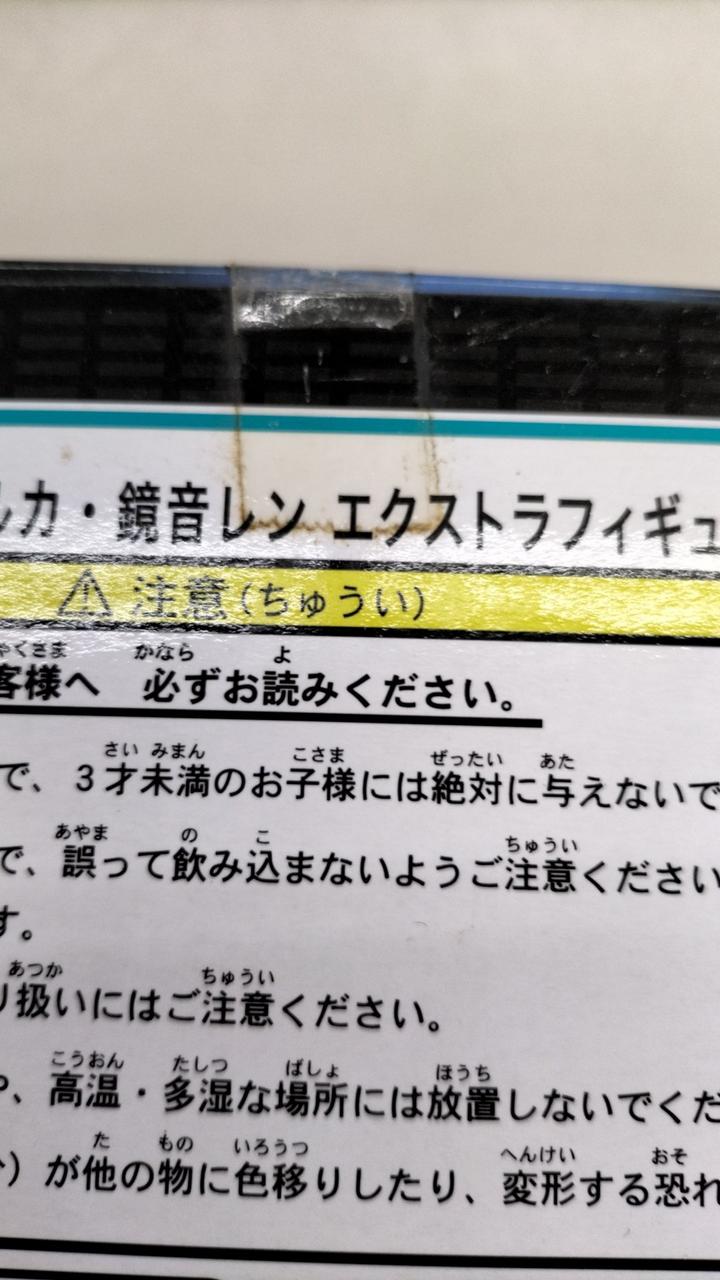 ルカ・鏡音レン エクストラフィギュ
注意(ちゅうい)
客様へ 必ずお読みください。
で、3才未満のお子様には絶対に与えないで
で、誤って飲み込まないようご注意ください
す。
り扱いにはご注意ください。
や、高温・多湿な場所には放置しないでくだ
)が他の物に色移りしたり、変形する恐れ